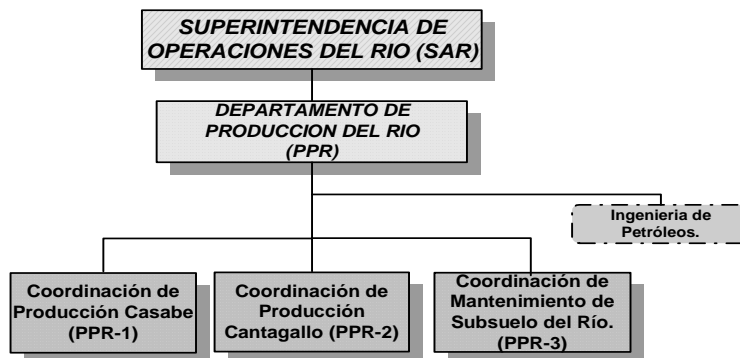 SUPERINTENDENCIA DE
OPERACIONES DEL RIO (SAR)
DEPARTAMENTO DE
PRODUCCION DEL RIO
(PPR)
Ingenieria de
Petróleos.
Coordinación de
Producción Casabe
(PPR-1)
Coordinación de
Producción
Cantagallo (PPR-2)
Coordinación de
Mantenimiento de
Subsuelo del Río.
(PPR-3)